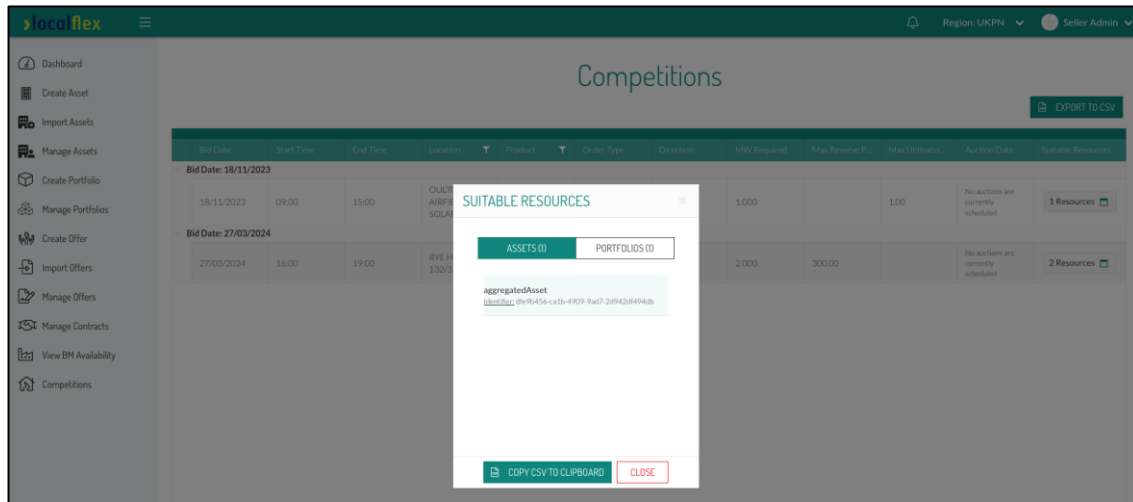 localflex
Region: UKPN
Seller Admin
Dashboard
Create Asset
Import Assets
Manage Assets
Create Portfolio
Manage Portfolios
Create Offer
Import Offers
Manage Offers
Manage Contracts
View BM Availability
Competitions
Competitions
EXPORT TO CSV
Bid Date Start Time End Time Location Product Order Type Direction MW Required Max Reserve P... Max Utilisatio... Auction Date Suitable Resources
Bid Date: 18/11/2023
18/11/2023 09:00 15:00 1.000 1.00 1 Resources
OULT
AIRFIE
SOLAR
No auctions are
currently
scheduled
Bid Date: 27/03/2024
27/03/2024 16:00 19:00 2.000 300.00 2 Resources
RYE H
132/3
No auctions are
currently
scheduled
SUITABLE RESOURCES
ASSETS (1) PORTFOLIOS (1)
aggregatedAsset
Identifier: dfe9b456-ca1b-4909-9ad7-2d942df494db
COPY CSV TO CLIPBOARD CLOSE